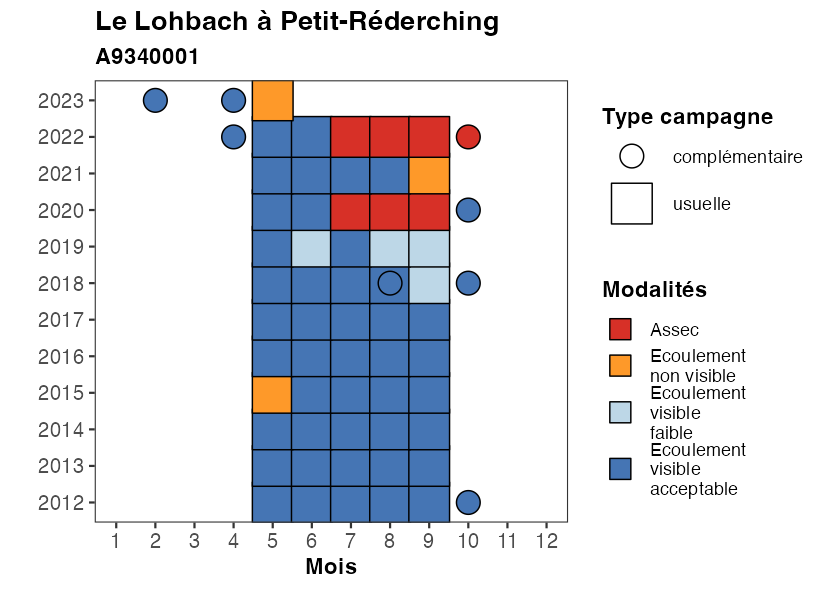 Le Lohbach à Petit-Réderching
A9340001
2023
2022
2021
2020
2019
2018
2017
2016
2015
2014
2013
2012
1 2 3 4 5 6 7 8 9 10 11 12
Mois
Type campagne
complémentaire
usuelle
Modalités
Assec
Ecoulement
non visible
Ecoulement
visible
faible
Ecoulement
visible
acceptable